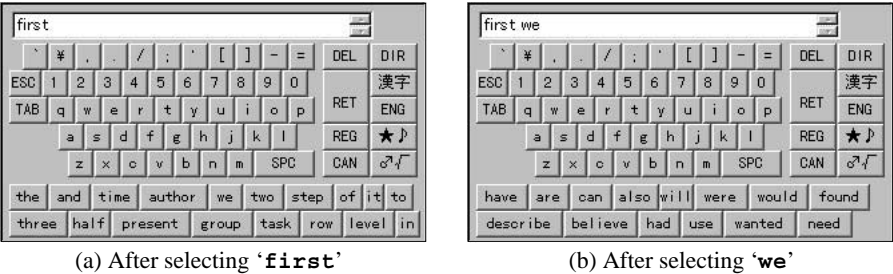 first
` ¥ , . / ; ' [ ] - = DEL DIR
ESC 1 2 3 4 5 6 7 8 9 0 漢字
TAB q w e r t y u i o p RET ENG
a s d f g h j k l REG ★♪
z x c v b n m SPC CAN ♂√
the and time author we two step of it to
three half present group task row level in
(a) After selecting ‘first’
first we
` ¥ , . / ; ' [ ] - = DEL DIR
ESC 1 2 3 4 5 6 7 8 9 0 漢字
TAB q w e r t y u i o p RET ENG
a s d f g h j k l REG ★♪
z x c v b n m SPC CAN ♂√
have are can also will were would found
describe believe had use wanted need
(b) After selecting ‘we’